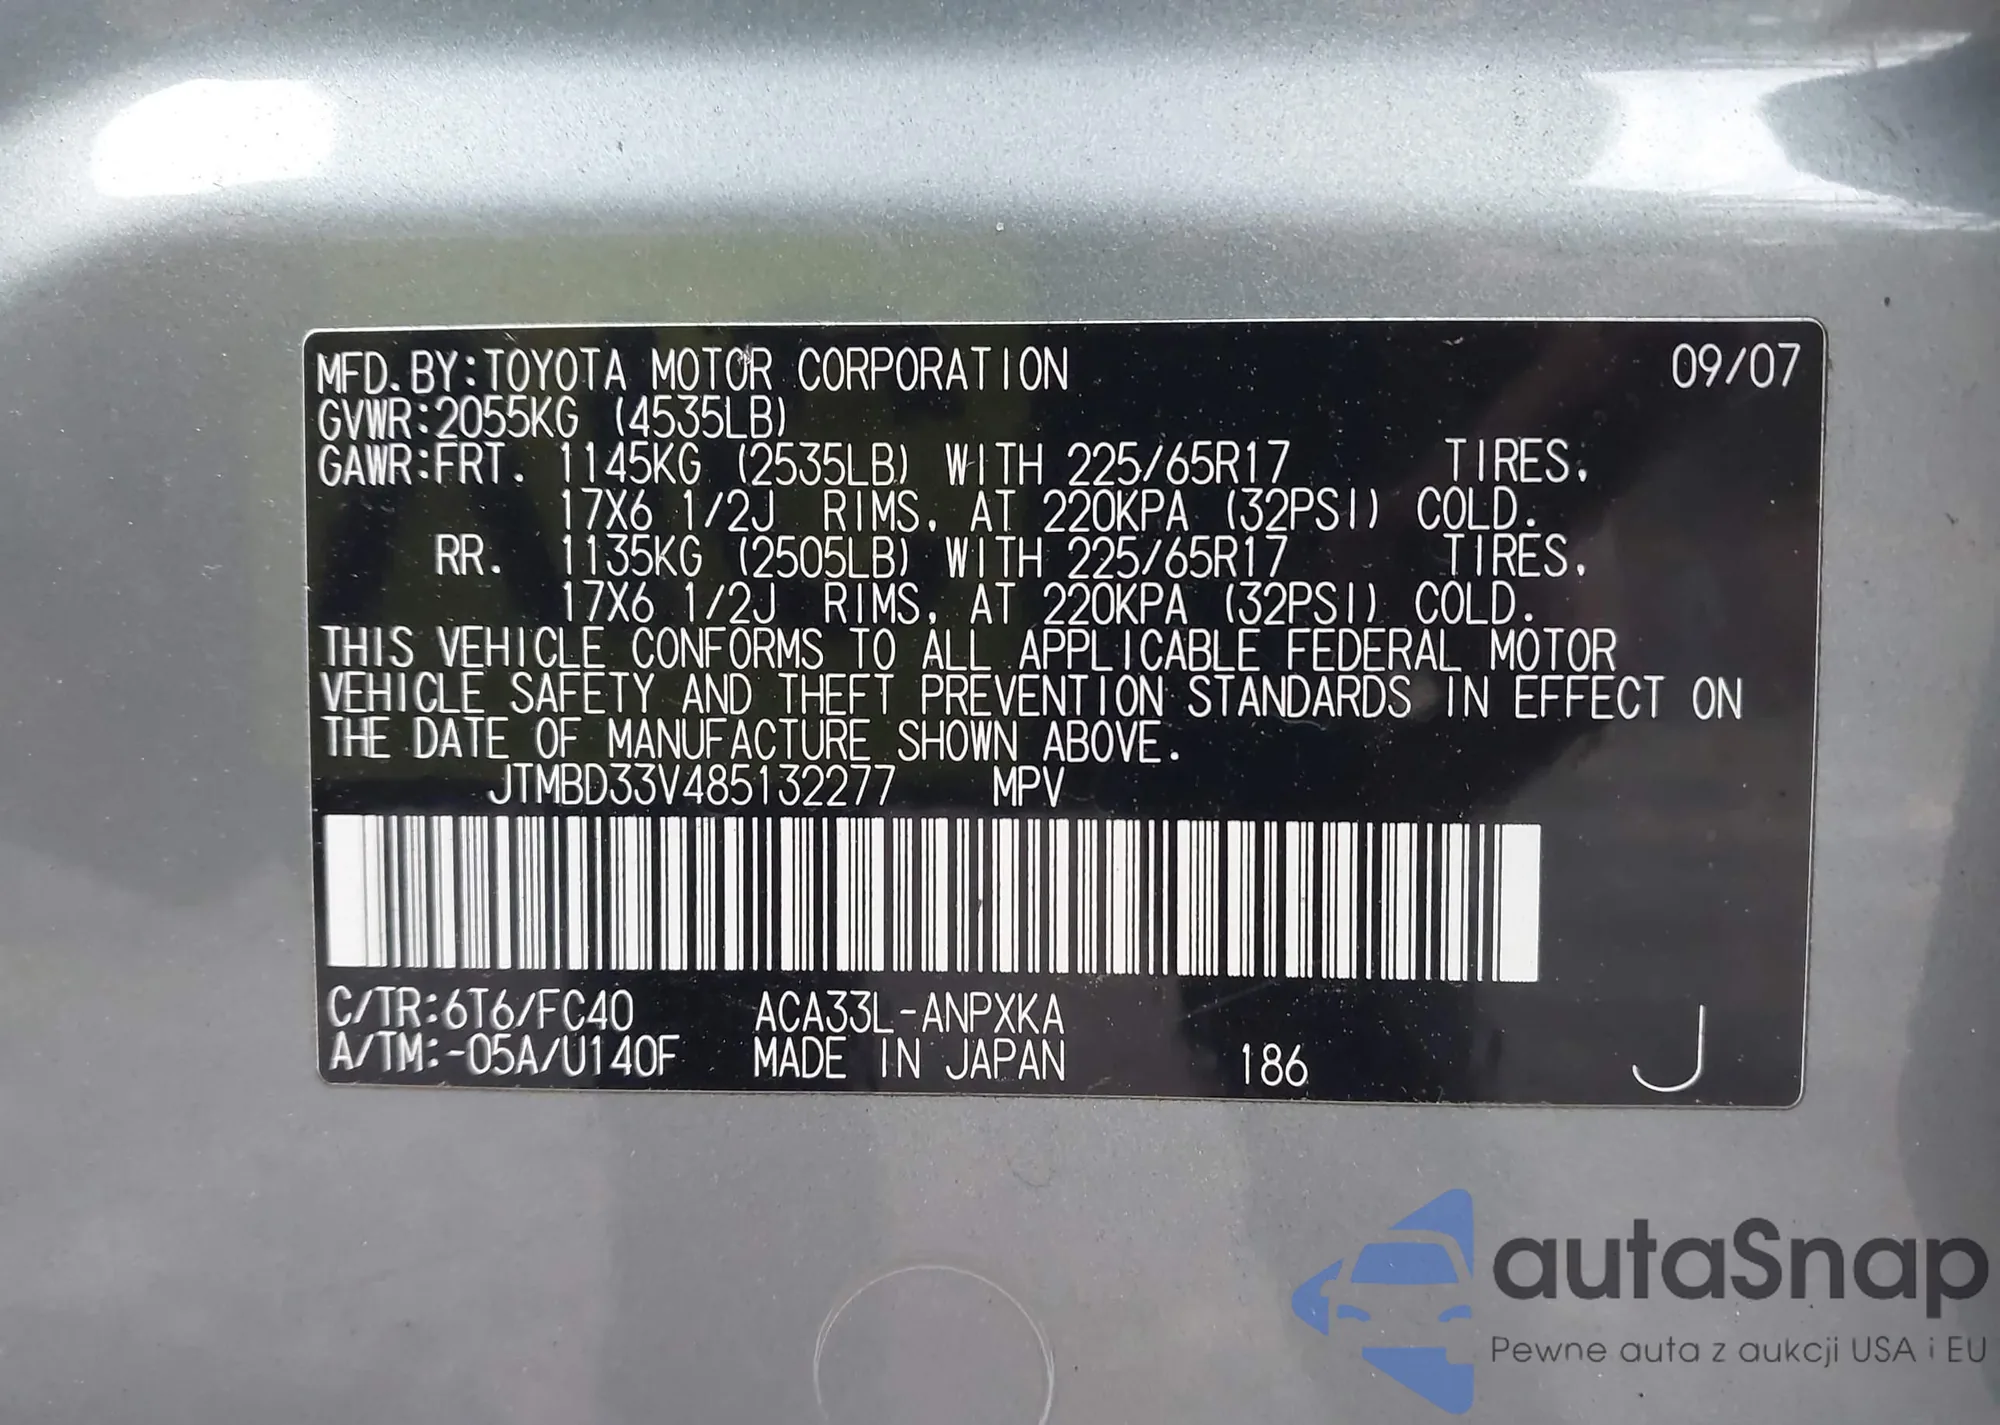 MFD. BY: TOYOTA MOTOR CORPORATION 09/07
GVWR: 2055KG (4535LB)
GAWR: FRT. 1145KG (2535LB) WITH 225/65R17 TIRES,
17X6 1/2J RIMS, AT 220KPA (32PSI) COLD.
RR. 1135KG (2505LB) WITH 225/65R17 TIRES,
17X6 1/2J RIMS, AT 220KPA (32PSI) COLD.
THIS VEHICLE CONFORMS TO ALL APPLICABLE FEDERAL MOTOR
VEHICLE SAFETY AND THEFT PREVENTION STANDARDS IN EFFECT ON
THE DATE OF MANUFACTURE SHOWN ABOVE.
JTMBD33V485132277 MPV
C/TR: 6T6/FC40 ACA33L-ANPXKA
A/TM: -05A/U140F MADE IN JAPAN 186 J
autaSnap
Pewne auta z aukcji USA i EU